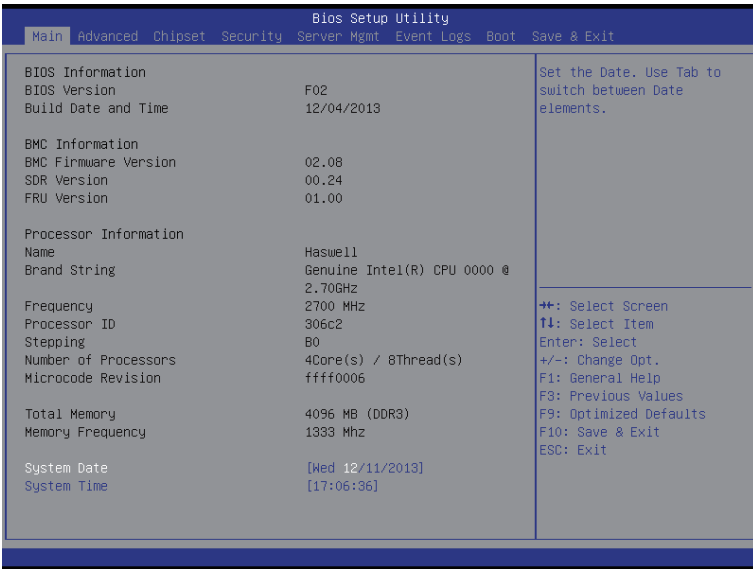 Bios Setup Utility
Main Advanced Chipset Security Server Mgmt Event Logs Boot Save & Exit
BIOS Information
BIOS Version F02
Build Date and Time 12/04/2013
BMC Information
BMC Firmware Version 02.08
SDR Version 00.24
FRU Version 01.00
Processor Information
Name Haswell
Brand String Genuine Intel(R) CPU 0000 @
2.70GHz
Frequency 2700 MHz
Processor ID 306c2
Stepping B0
Number of Processors 4Core(s) / 8Thread(s)
Microcode Revision ffff0006
Total Memory 4096 MB (DDR3)
Memory Frequency 1333 Mhz
System Date [Wed 12/11/2013]
System Time [17:06:36]
Set the Date. Use Tab to
switch between Date
elements.
→←: Select Screen
↑↓: Select Item
Enter: Select
+/-: Change Opt.
F1: General Help
F3: Previous Values
F9: Optimized Defaults
F10: Save & Exit
ESC: Exit